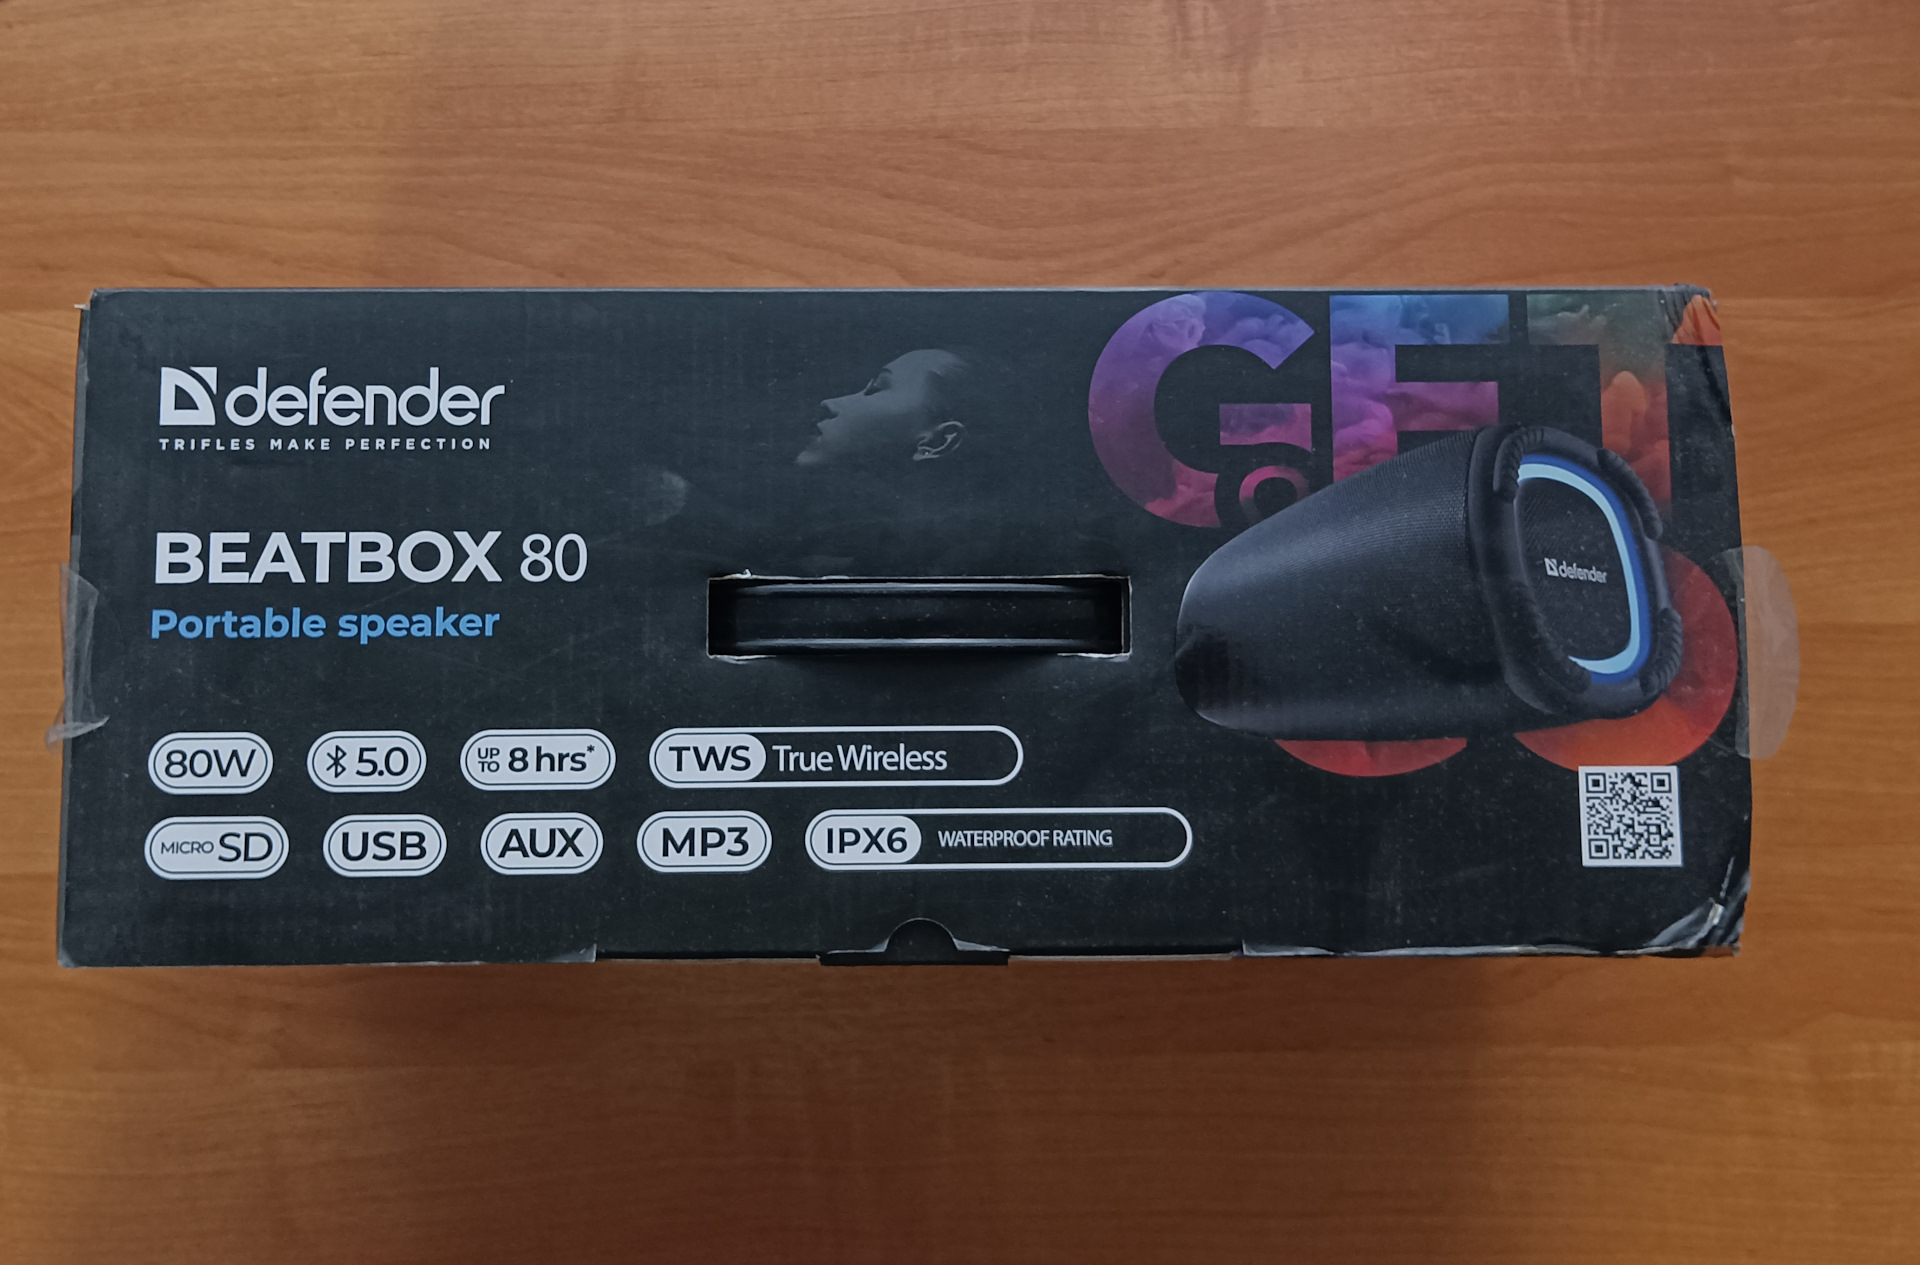 defender
TRIFLES MAKE PERFECTION
GET
BEATBOX 80
Portable speaker
defender
80W
5.0
UP TO 8 hrs*
TWS True Wireless
MICRO SD
USB
AUX
MP3
IPX6 WATERPROOF RATING